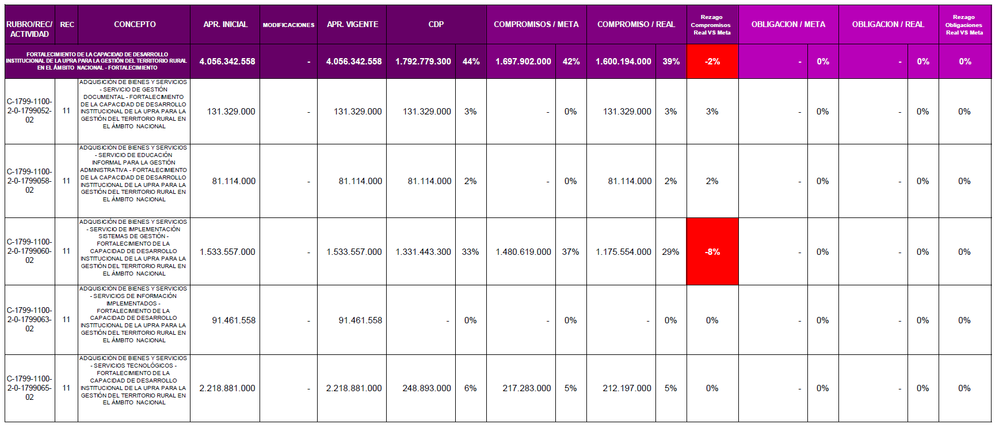 RUBRO/REC/
ACTIVIDAD
REC
CONCEPTO
APR. INICIAL
MODIFICACIONES
APR. VIGENTE
CDP
COMPROMISOS / META
COMPROMISO / REAL
Rezago
Compromisos
Real VS Meta
OBLIGACION / META
OBLIGACION / REAL
Rezago
Obligaciones
Real VS Meta
FORTALECIMIENTO DE LA CAPACIDAD DE DESARROLLO
INSTITUCIONAL DE LA UPRA PARA LA GESTIÓN DEL TERRITORIO RURAL
EN EL ÁMBITO NACIONAL - FORTALECIMIENTO
4.056.342.558
-
4.056.342.558
1.792.779.300
44%
1.697.902.000
42%
1.600.194.000
39%
-2%
-
0%
-
0%
0%
C-1799-1100-
2-0-1799052-
02
11
ADQUISICIÓN DE BIENES Y SERVICIOS
- SERVICIO DE GESTIÓN
DOCUMENTAL - FORTALECIMIENTO
DE LA CAPACIDAD DE DESARROLLO
INSTITUCIONAL DE LA UPRA PARA LA
GESTIÓN DEL TERRITORIO RURAL EN
EL ÁMBITO NACIONAL
131.329.000
-
131.329.000
131.329.000
3%
-
0%
131.329.000
3%
3%
-
0%
-
0%
0%
C-1799-1100-
2-0-1799058-
02
11
ADQUISICIÓN DE BIENES Y SERVICIOS
- SERVICIO DE EDUCACIÓN
INFORMAL PARA LA GESTIÓN
ADMINISTRATIVA - FORTALECIMIENTO
DE LA CAPACIDAD DE DESARROLLO
INSTITUCIONAL DE LA UPRA PARA LA
GESTIÓN DEL TERRITORIO RURAL EN
EL ÁMBITO NACIONAL
81.114.000
-
81.114.000
81.114.000
2%
-
0%
81.114.000
2%
2%
-
0%
-
0%
0%
C-1799-1100-
2-0-1799060-
02
11
ADQUISICIÓN DE BIENES Y SERVICIOS
- SERVICIO DE IMPLEMENTACIÓN
SISTEMAS DE GESTIÓN -
FORTALECIMIENTO DE LA
CAPACIDAD DE DESARROLLO
INSTITUCIONAL DE LA UPRA PARA LA
GESTIÓN DEL TERRITORIO RURAL EN
EL ÁMBITO NACIONAL
1.533.557.000
-
1.533.557.000
1.331.443.300
33%
1.480.619.000
37%
1.175.554.000
29%
-8%
-
0%
-
0%
0%
C-1799-1100-
2-0-1799063-
02
11
ADQUISICIÓN DE BIENES Y SERVICIOS
- SERVICIOS DE INFORMACIÓN
IMPLEMENTADOS -
FORTALECIMIENTO DE LA
CAPACIDAD DE DESARROLLO
INSTITUCIONAL DE LA UPRA PARA LA
GESTIÓN DEL TERRITORIO RURAL EN
EL ÁMBITO NACIONAL
91.461.558
-
91.461.558
-
0%
-
0%
-
0%
0%
-
0%
-
0%
0%
C-1799-1100-
2-0-1799065-
02
11
ADQUISICIÓN DE BIENES Y SERVICIOS
- SERVICIOS TECNOLÓGICOS -
FORTALECIMIENTO DE LA
CAPACIDAD DE DESARROLLO
INSTITUCIONAL DE LA UPRA PARA LA
GESTIÓN DEL TERRITORIO RURAL EN
EL ÁMBITO NACIONAL
2.218.881.000
-
2.218.881.000
248.893.000
6%
217.283.000
5%
212.197.000
5%
0%
-
0%
-
0%
0%